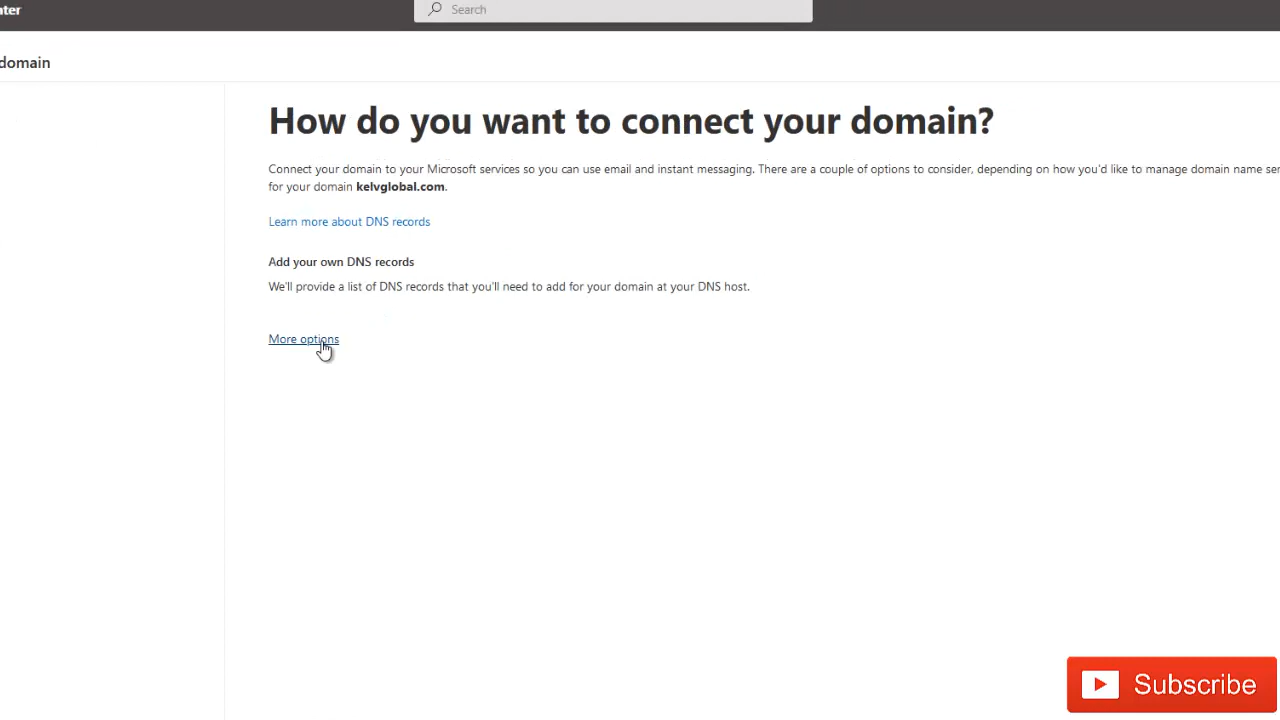 nter
Search
domain
How do you want to connect your domain?
Connect your domain to your Microsoft services so you can use email and instant messaging. There are a couple of options to consider, depending on how you'd like to manage domain name ser
for your domain kelvglobal.com.
Learn more about DNS records
Add your own DNS records
We'll provide a list of DNS records that you'll need to add for your domain at your DNS host.
More options
Subscribe